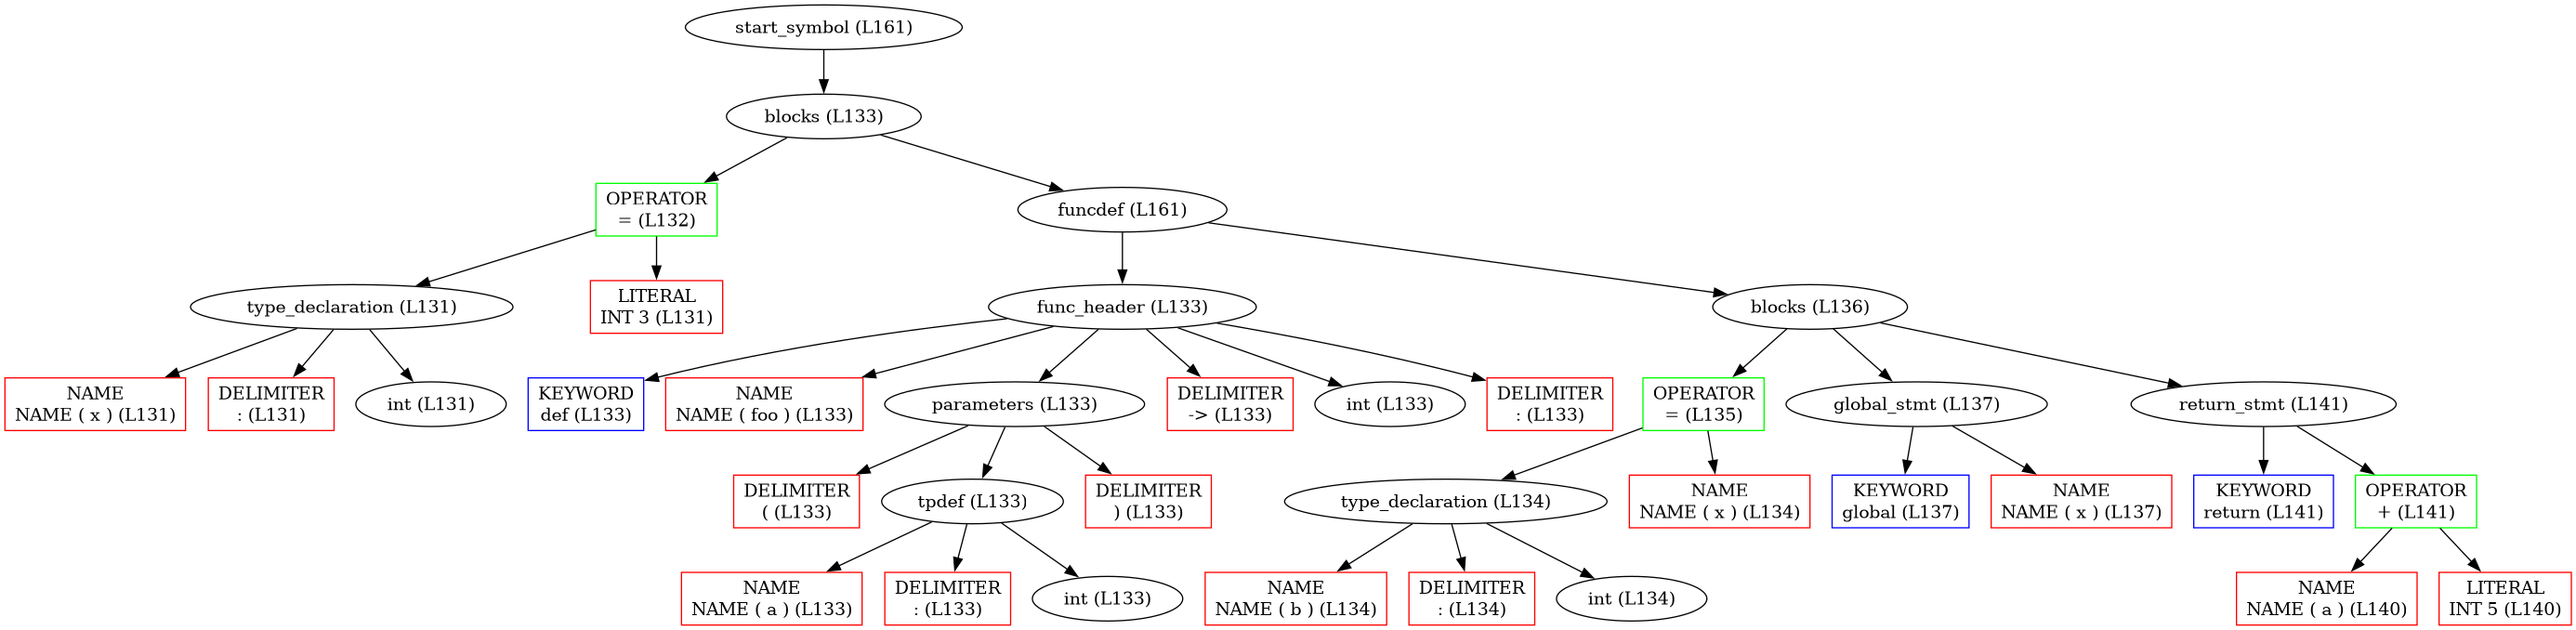 start_symbol (L161)
blocks (L133)
OPERATOR
= (L132)
funcdef (L161)
type_declaration (L131)
LITERAL
INT 3 (L131)
func_header (L133)
blocks (L136)
NAME
NAME ( x ) (L131)
DELIMITER
: (L131)
int (L131)
KEYWORD
def (L133)
NAME
NAME ( foo ) (L133)
parameters (L133)
DELIMITER
-> (L133)
int (L133)
DELIMITER
: (L133)
OPERATOR
= (L135)
global_stmt (L137)
return_stmt (L141)
DELIMITER
( (L133)
tpdef (L133)
DELIMITER
) (L133)
type_declaration (L134)
NAME
NAME ( x ) (L134)
KEYWORD
global (L137)
NAME
NAME ( x ) (L137)
KEYWORD
return (L141)
OPERATOR
+ (L141)
NAME
NAME ( a ) (L133)
DELIMITER
: (L133)
int (L133)
NAME
NAME ( b ) (L134)
DELIMITER
: (L134)
int (L134)
NAME
NAME ( a ) (L140)
LITERAL
INT 5 (L140)